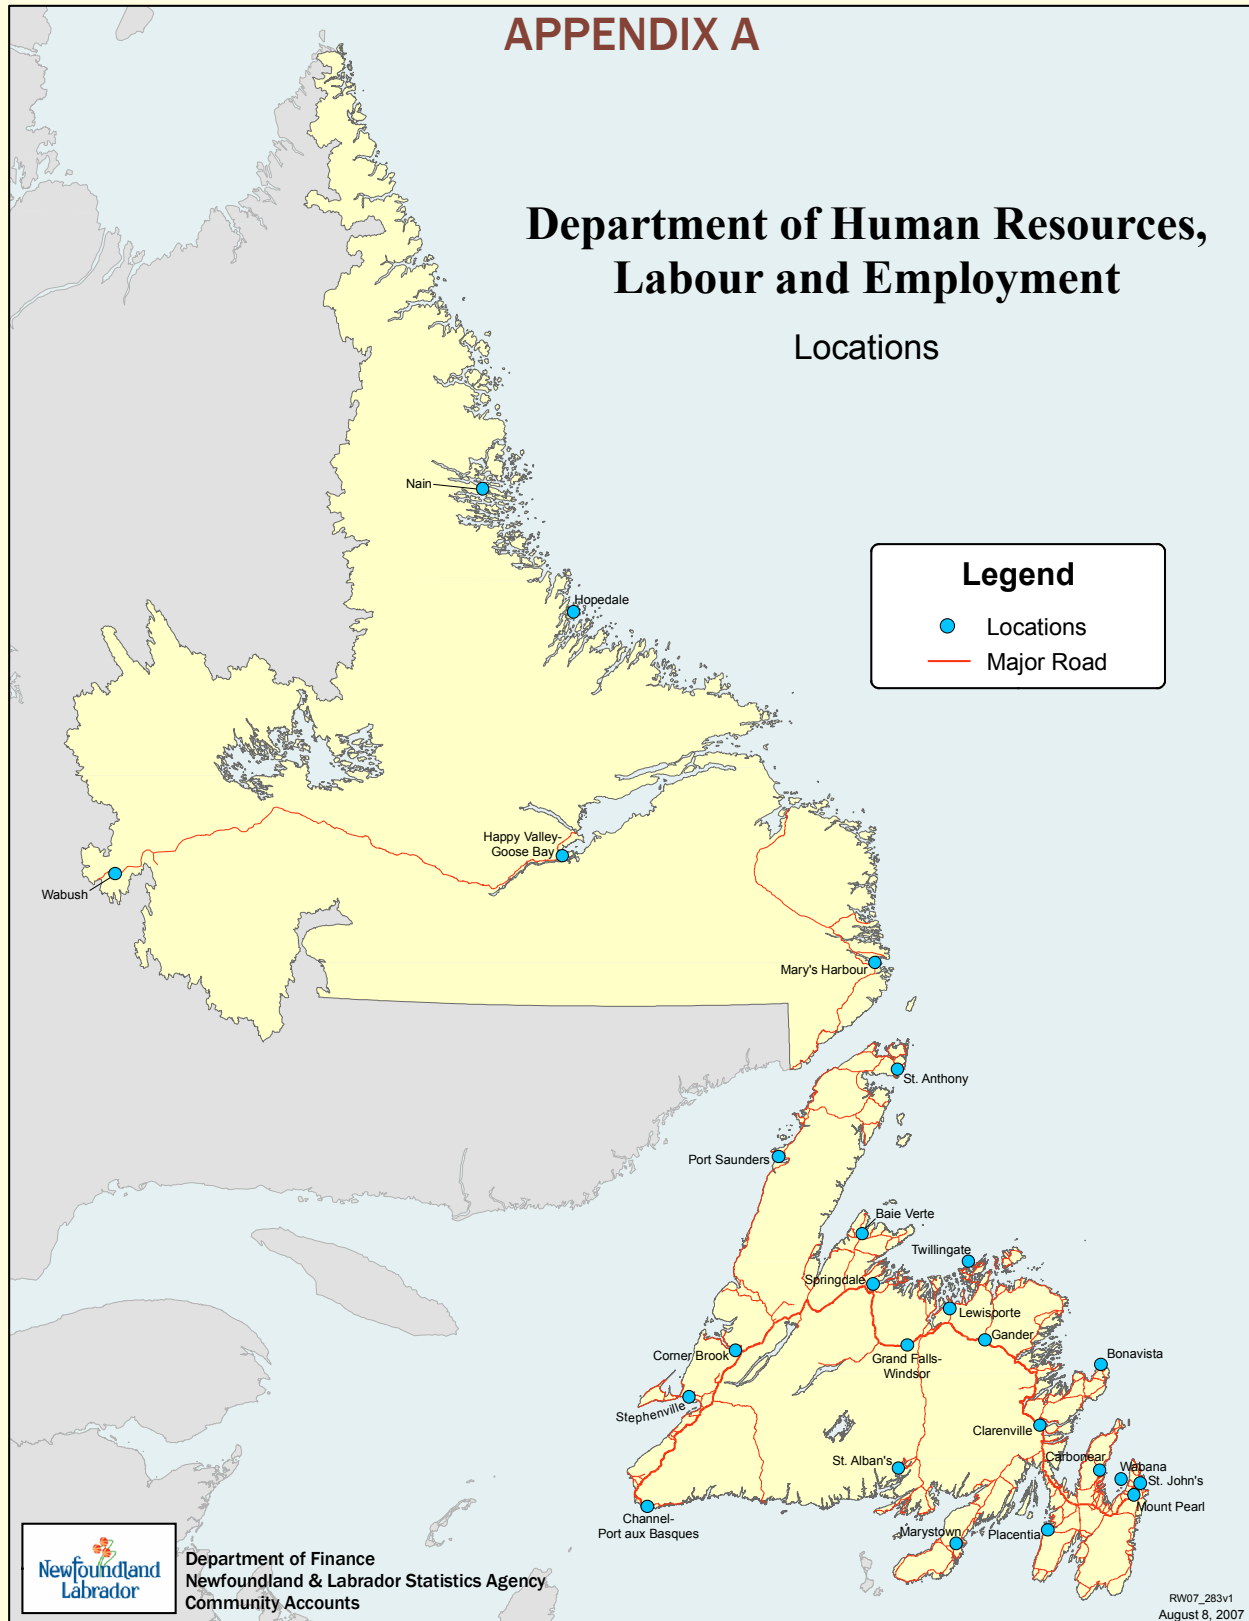 APPENDIX A
Department of Human Resources,
Labour and Employment
Locations
Nain
Hopedale
Legend
Locations
Major Road
Happy Valley-
Goose Bay
Wabush
Mary's Harbour
St. Anthony
Port Saunders
Baie Verte
Twillingate
Springdale
Lewisporte
Gander
Corner Brook
Grand Falls-
Windsor
Bonavista
Stephenville
Clarenville
St. Alban's
Carbonear
Wabana
St. John's
Mount Pearl
Channel-
Port aux Basques
Marystown
Placentia
Newfoundland
Labrador
Department of Finance
Newfoundland & Labrador Statistics Agency
Community Accounts
RW07_283v1
August 8, 2007